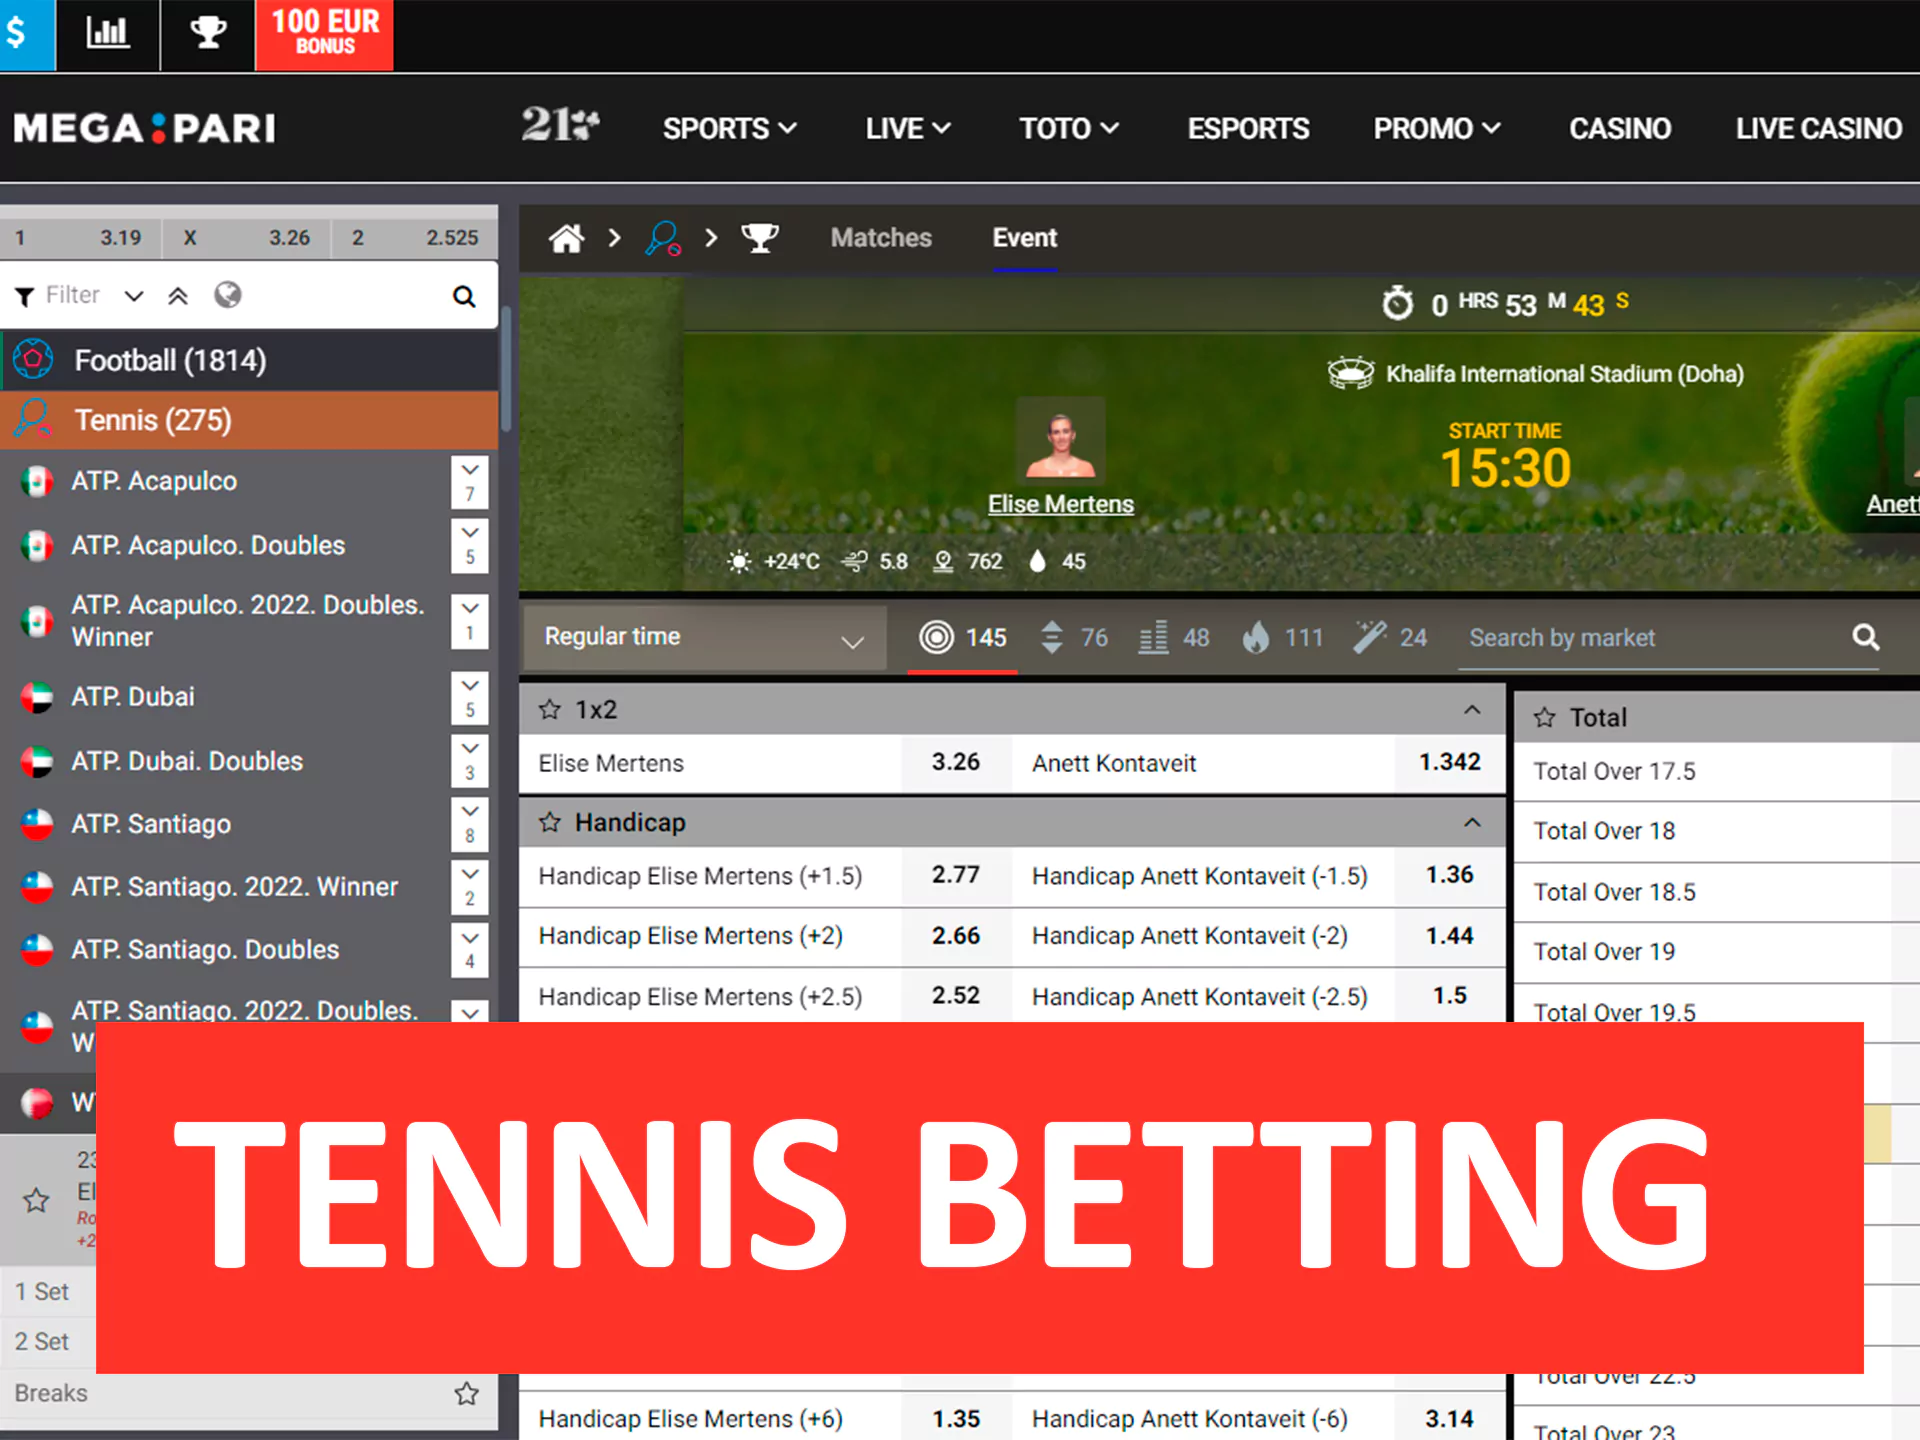 $
100 EUR
BONUS
MEGA:PARI
21
SPORTS
LIVE
TOTO
ESPORTS
PROMO
CASINO
LIVE CASINO
1 3.19 X 3.26 2 2.525
Filter
Football (1814)
Tennis (275)
ATP. Acapulco
7
ATP. Acapulco. Doubles
5
ATP. Acapulco. 2022. Doubles.
Winner
1
ATP. Dubai
5
ATP. Dubai. Doubles
3
ATP. Santiago
8
ATP. Santiago. 2022. Winner
2
ATP. Santiago. Doubles
4
ATP. Santiago. 2022. Doubles.
1 Set
2 Set
Breaks
Matches
Event
0 HRS 53 M 43 S
Khalifa International Stadium (Doha)
START TIME
15:30
Elise Mertens
Anett
+24°C 5.8 762 45
Regular time
145 76 48 111 24
Search by market
1x2
Elise Mertens 3.26 Anett Kontaveit 1.342
Handicap
Handicap Elise Mertens (+1.5) 2.77 Handicap Anett Kontaveit (-1.5) 1.36
Handicap Elise Mertens (+2) 2.66 Handicap Anett Kontaveit (-2) 1.44
Handicap Elise Mertens (+2.5) 2.52 Handicap Anett Kontaveit (-2.5) 1.5
Handicap Elise Mertens (+6) 1.35 Handicap Anett Kontaveit (-6) 3.14
Total
Total Over 17.5
Total Over 18
Total Over 18.5
Total Over 19
Total Over 19.5
Total Over 22.5
Total Over 23
TENNIS BETTING